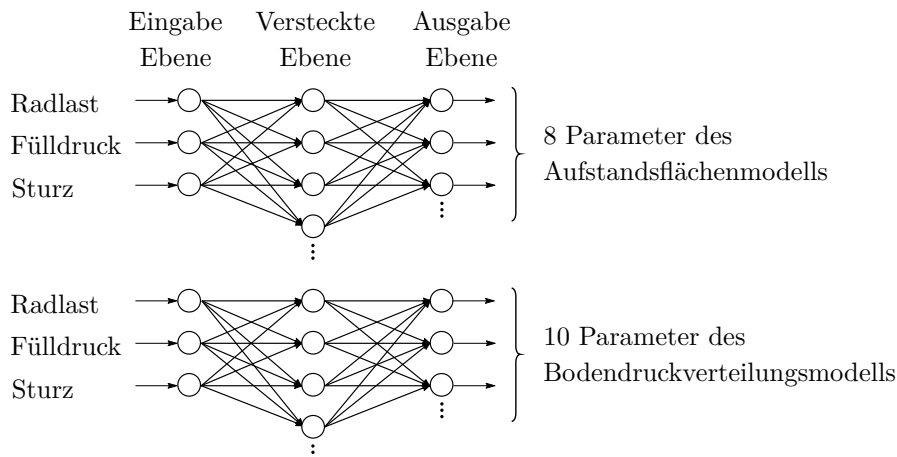 Eingabe Versteckte Ausgabe
Ebene Ebene Ebene
Radlast
Fülldruck
Sturz
8 Parameter des
Aufstandsflächenmodells
Radlast
Fülldruck
Sturz
10 Parameter des
Bodendruckverteilungsmodells